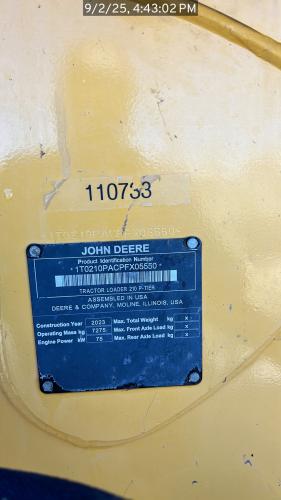 9/2/25, 4:43:02 PM
110733
*1T0210PACPFX05550*
JOHN DEERE
Product Identification Number
*1T0210PACPFX05550*
TRACTOR LOADER 210 P-TIER
ASSEMBLED IN USA
DEERE & COMPANY, MOLINE, ILLINOIS, USA
Construction Year 2023 Max. Total Weight kg x
Operating Mass kg 7275 Max. Front Axle Load kg x
Engine Power kW 75 Max. Rear Axle Load kg x